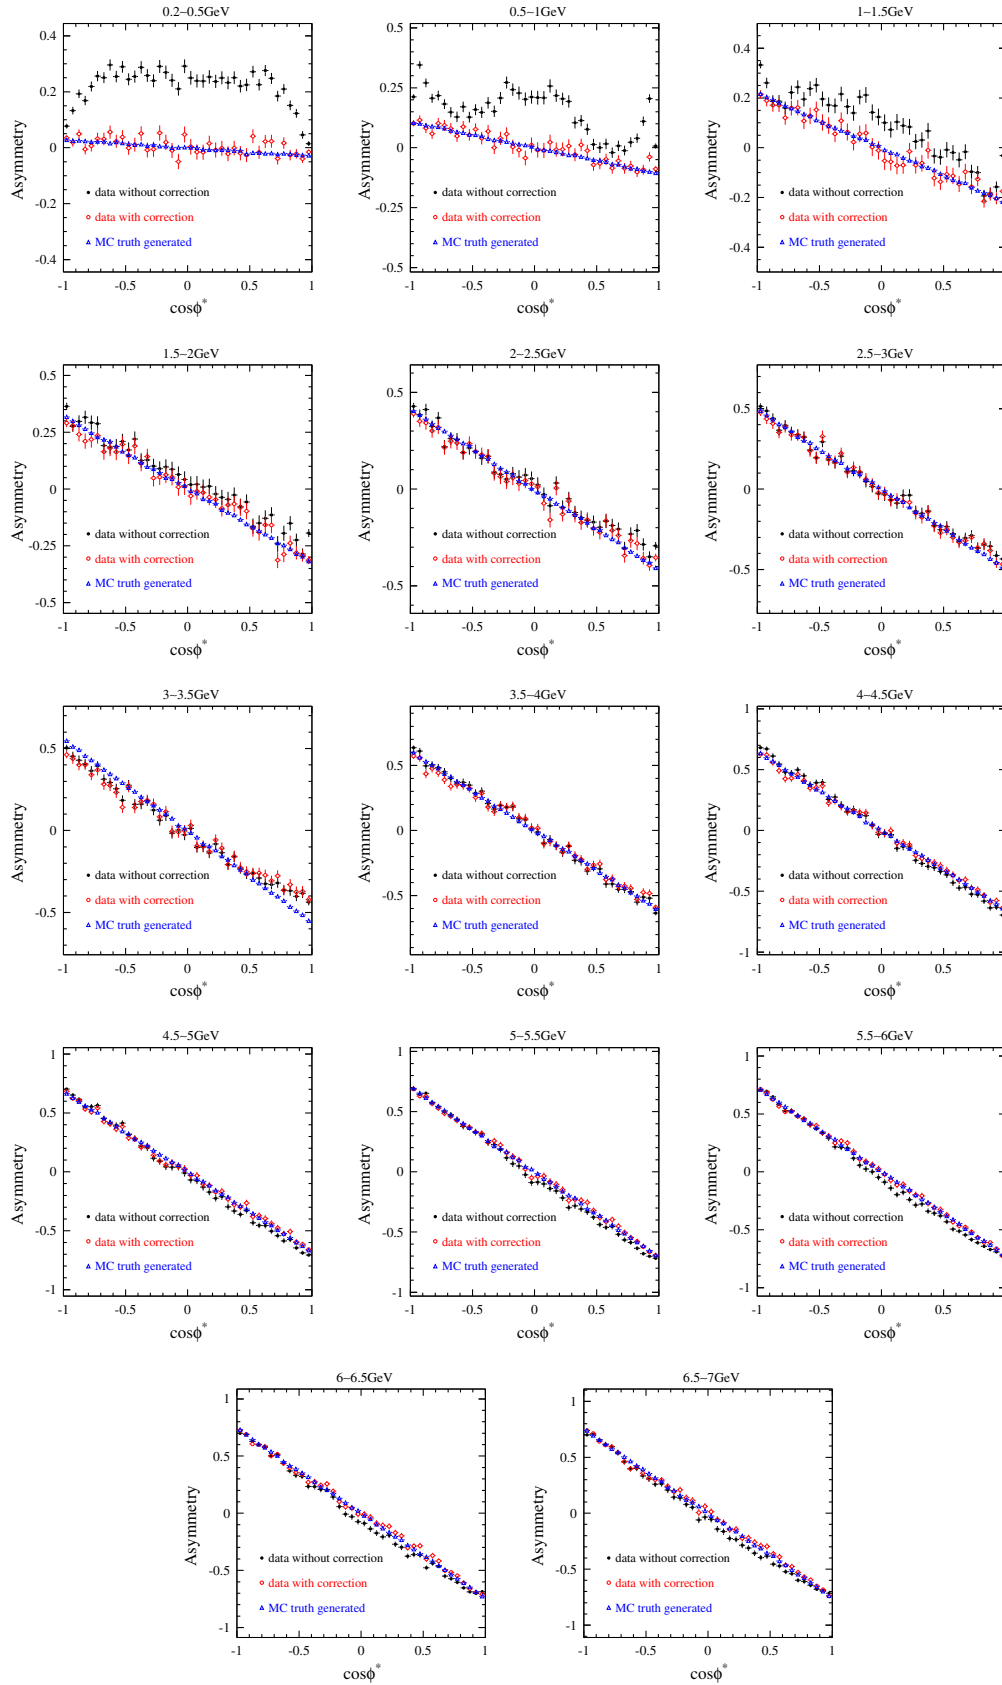 0.2−0.5GeV
Asymmetry
0.4
0.2
0
-0.2
-0.4
data without correction
data with correction
MC truth generated
-1 -0.5 0 0.5 1
cosϕ*
0.5−1GeV
Asymmetry
0.5
0.25
0
-0.25
-0.5
data without correction
data with correction
MC truth generated
-1 -0.5 0 0.5 1
cosϕ*
1−1.5GeV
Asymmetry
0.4
0.2
0
-0.2
-0.4
data without correction
data with correction
MC truth generated
-1 -0.5 0 0.5 1
cosϕ*
1.5−2GeV
Asymmetry
0.5
0.25
0
-0.25
-0.5
data without correction
data with correction
MC truth generated
-1 -0.5 0 0.5 1
cosϕ*
2−2.5GeV
Asymmetry
0.5
0
-0.5
data without correction
data with correction
MC truth generated
-1 -0.5 0 0.5 1
cosϕ*
2.5−3GeV
Asymmetry
0.5
0
-0.5
data without correction
data with correction
MC truth generated
-1 -0.5 0 0.5 1
cosϕ*
3−3.5GeV
Asymmetry
0.5
0
-0.5
data without correction
data with correction
MC truth generated
-1 -0.5 0 0.5 1
cosϕ*
3.5−4GeV
Asymmetry
0.5
0
-0.5
data without correction
data with correction
MC truth generated
-1 -0.5 0 0.5 1
cosϕ*
4−4.5GeV
Asymmetry
1
0.5
0
-0.5
-1
data without correction
data with correction
MC truth generated
-1 -0.5 0 0.5 1
cosϕ*
4.5−5GeV
Asymmetry
1
0.5
0
-0.5
-1
data without correction
data with correction
MC truth generated
-1 -0.5 0 0.5 1
cosϕ*
5−5.5GeV
Asymmetry
1
0.5
0
-0.5
-1
data without correction
data with correction
MC truth generated
-1 -0.5 0 0.5 1
cosϕ*
5.5−6GeV
Asymmetry
1
0.5
0
-0.5
-1
data without correction
data with correction
MC truth generated
-1 -0.5 0 0.5 1
cosϕ*
6−6.5GeV
Asymmetry
1
0.5
0
-0.5
-1
data without correction
data with correction
MC truth generated
-1 -0.5 0 0.5 1
cosϕ*
6.5−7GeV
Asymmetry
1
0.5
0
-0.5
-1
data without correction
data with correction
MC truth generated
-1 -0.5 0 0.5 1
cosϕ*